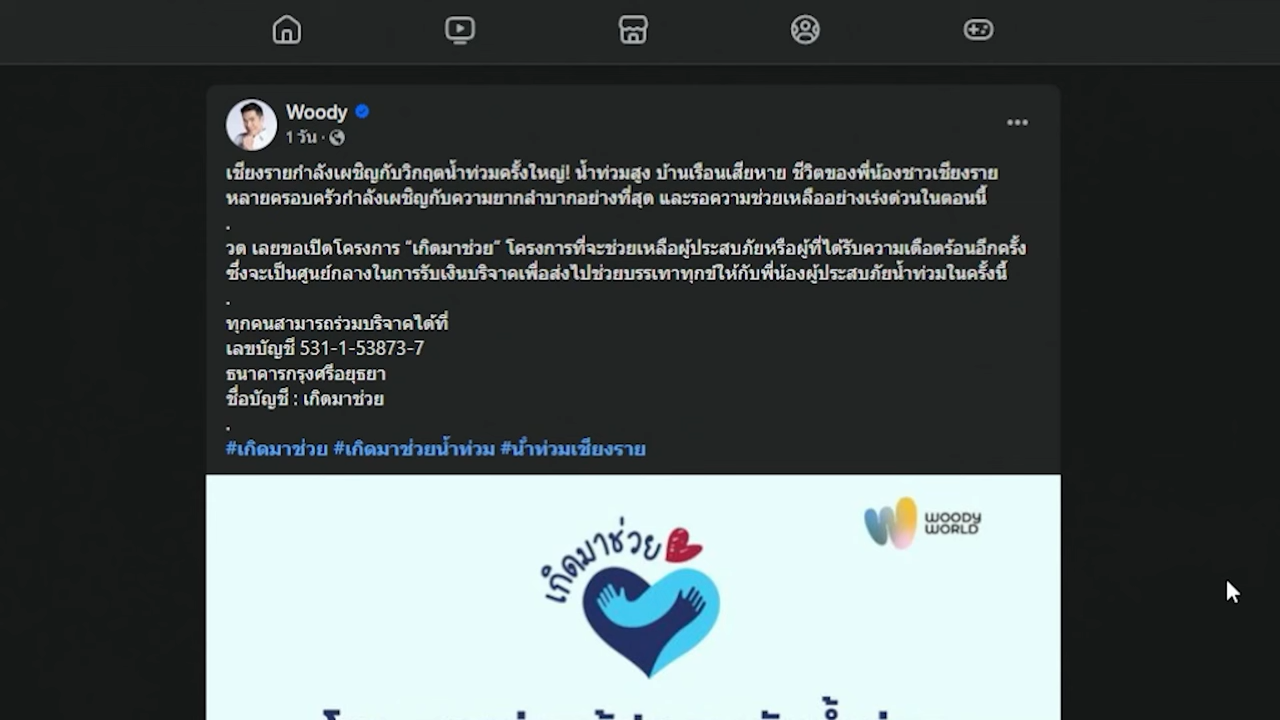 Woody
1 วัน
เชียงรายกำลังเผชิญกับวิกฤตน้ำท่วมครั้งใหญ่! น้ำท่วมสูง บ้านเรือนเสียหาย ชีวิตของพี่น้องชาวเชียงราย
หลายครอบครัวกำลังเผชิญกับความยากลำบากอย่างที่สุด และรอความช่วยเหลืออย่างเร่งด่วนในตอนนี้
.
วูดี้ เลยขอเปิดโครงการ “เกิดมาช่วย” โครงการที่จะช่วยเหลือผู้ประสบภัยหรือผู้ที่ได้รับความเดือดร้อนอีกครั้ง
ซึ่งจะเป็นศูนย์กลางในการรับเงินบริจาคเพื่อส่งไปช่วยบรรเทาทุกข์ให้กับพี่น้องผู้ประสบภัยน้ำท่วมในครั้งนี้
.
ทุกคนสามารถร่วมบริจาคได้ที่
เลขบัญชี 531-1-53873-7
ธนาคารกรุงศรีอยุธยา
ชื่อบัญชี : เกิดมาช่วย
.
#เกิดมาช่วย #เกิดมาช่วยน้ำท่วม #น้ำท่วมเชียงราย
WOODY
WORLD
เกิดมาช่วย